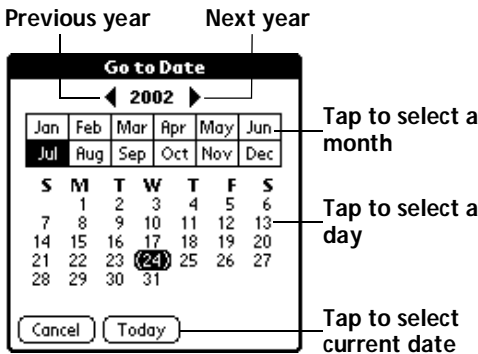 Previous year Next year
Go to Date
2002
Jan Feb Mar Apr May Jun
Tap to select a
month
Jul Aug Sep Oct Nov Dec
S M T W T F S
1 2 3 4 5 6
Tap to select a
day
7 8 9 10 11 12 13
14 15 16 17 18 19 20
21 22 23 24 25 26 27
28 29 30 31
Cancel Today
Tap to select
current date